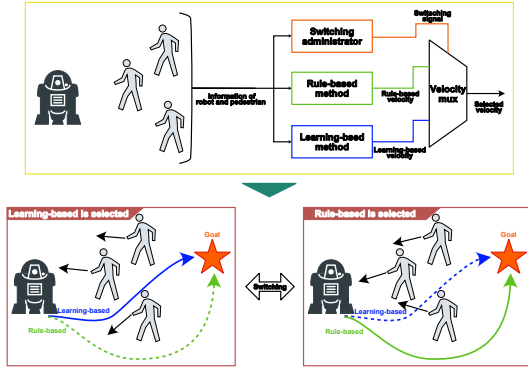 Switching
administrator
Switsching
signal
Information of
robot and pedestrian
Rule-based
method
Rule-based
velocity
Velocity
mux
Selected
velocity
Learning-bsed
method
Learning-based
velocity
Learning-based is selected
Goal
Learning-based
Rule-based
Switching
Rule-based is selected
Goal
Learning-based
Rule-based